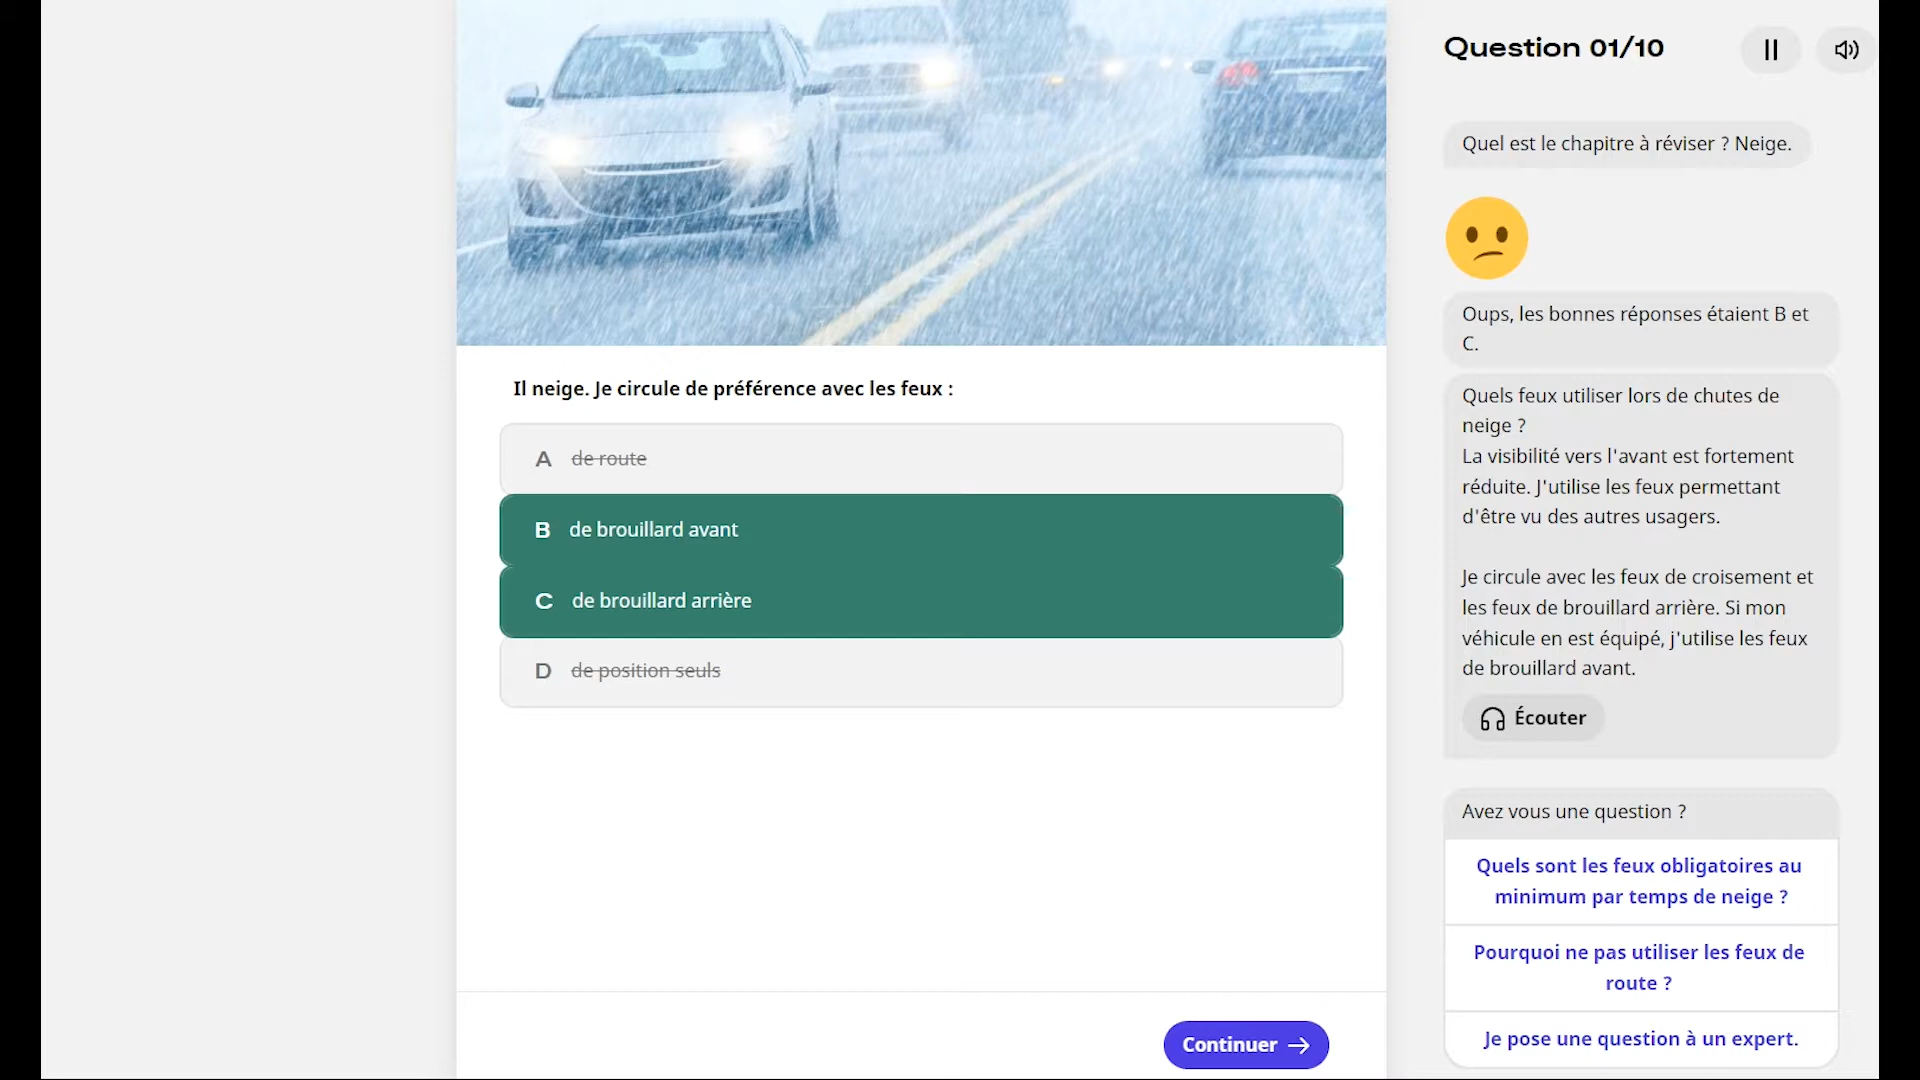 Il neige. Je circule de préférence avec les feux :
A de route
B de brouillard avant
C de brouillard arrière
D de position seuls
Continuer
Question 01/10
Quel est le chapitre à réviser ? Neige.
Oups, les bonnes réponses étaient B et
C.
Quels feux utiliser lors de chutes de
neige ?
La visibilité vers l'avant est fortement
réduite. J'utilise les feux permettant
d'être vu des autres usagers.
Je circule avec les feux de croisement et
les feux de brouillard arrière. Si mon
véhicule en est équipé, j'utilise les feux
de brouillard avant.
Écouter
Avez vous une question ?
Quels sont les feux obligatoires au
minimum par temps de neige ?
Pourquoi ne pas utiliser les feux de
route ?
Je pose une question à un expert.